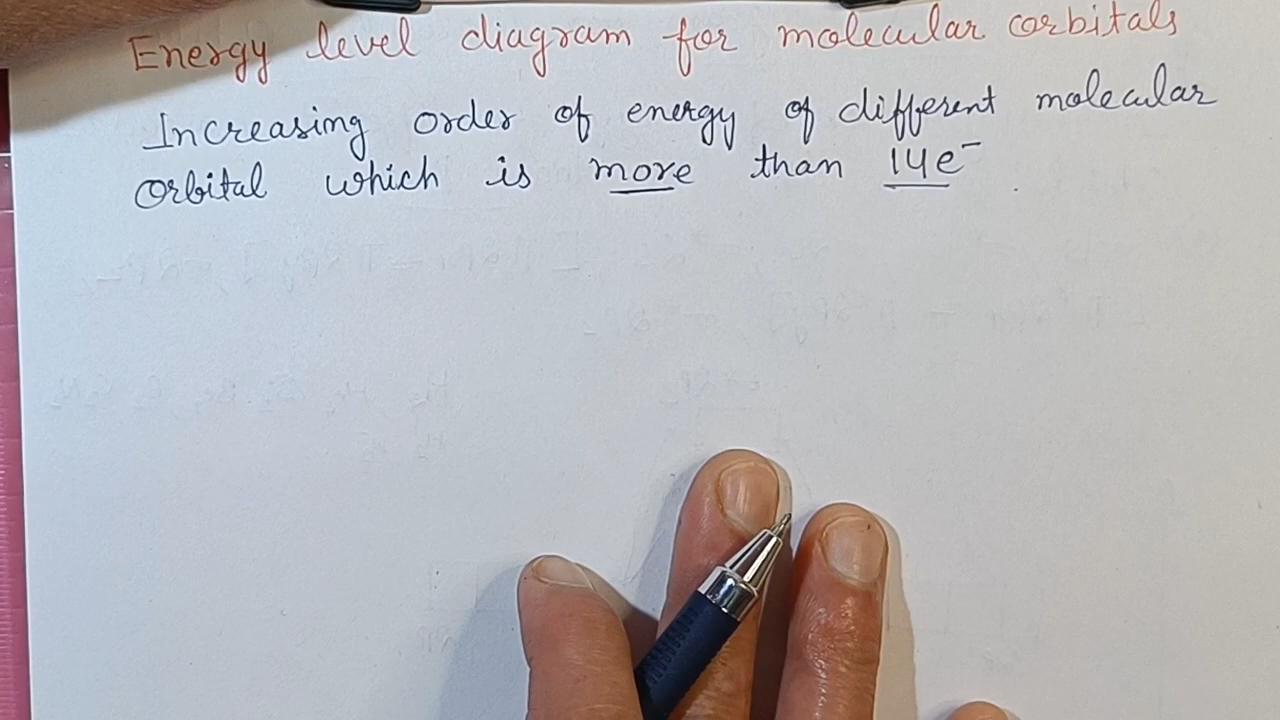 Energy level diagram for molecular orbitals
Increasing order of energy of different molecular
orbital which is more than 14e⁻.